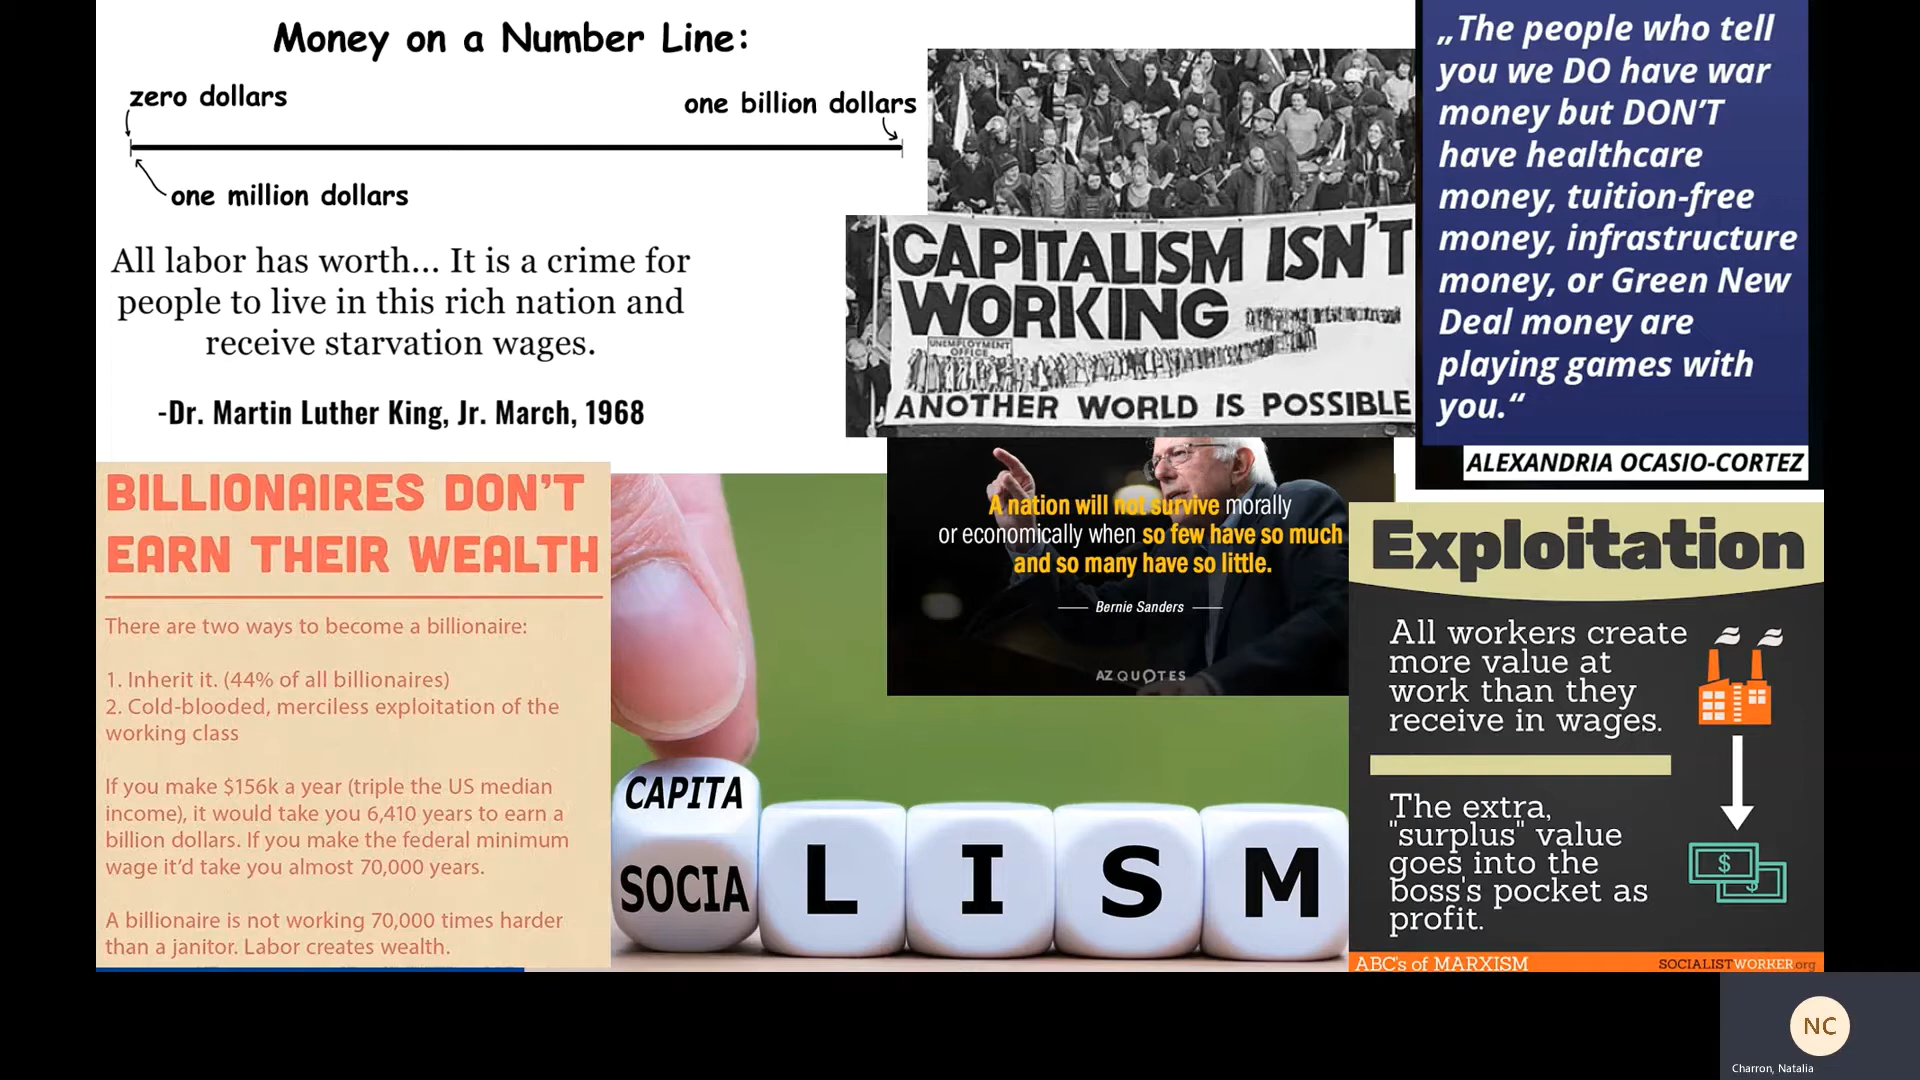 Money on a Number Line:
zero dollars
one billion dollars
one million dollars
All labor has worth... It is a crime for
people to live in this rich nation and
receive starvation wages.
-Dr. Martin Luther King, Jr. March, 1968
CAPITALISM ISN'T
WORKING
UNEMPLOYMENT
OFFICE
ANOTHER WORLD IS POSSIBLE
„The people who tell
you we DO have war
money but DON'T
have healthcare
money, tuition-free
money, infrastructure
money, or Green New
Deal money are
playing games with
you.“
ALEXANDRIA OCASIO-CORTEZ
BILLIONAIRES DON'T
EARN THEIR WEALTH
There are two ways to become a billionaire:
1. Inherit it. (44% of all billionaires)
2. Cold-blooded, merciless exploitation of the
working class
If you make $156k a year (triple the US median
income), it would take you 6,410 years to earn a
billion dollars. If you make the federal minimum
wage it'd take you almost 70,000 years.
A billionaire is not working 70,000 times harder
than a janitor. Labor creates wealth.
A nation will not survive morally
or economically when so few have so much
and so many have so little.
Bernie Sanders
AZ QUOTES
CAPITA
SOCIA L I S M
Exploitation
All workers create
more value at
work than they
receive in wages.
The extra,
"surplus" value
goes into the
boss's pocket as
profit.
$
$
ABC's of MARXISM
SOCIALISTWORKER.org
NC
Charron, Natalia